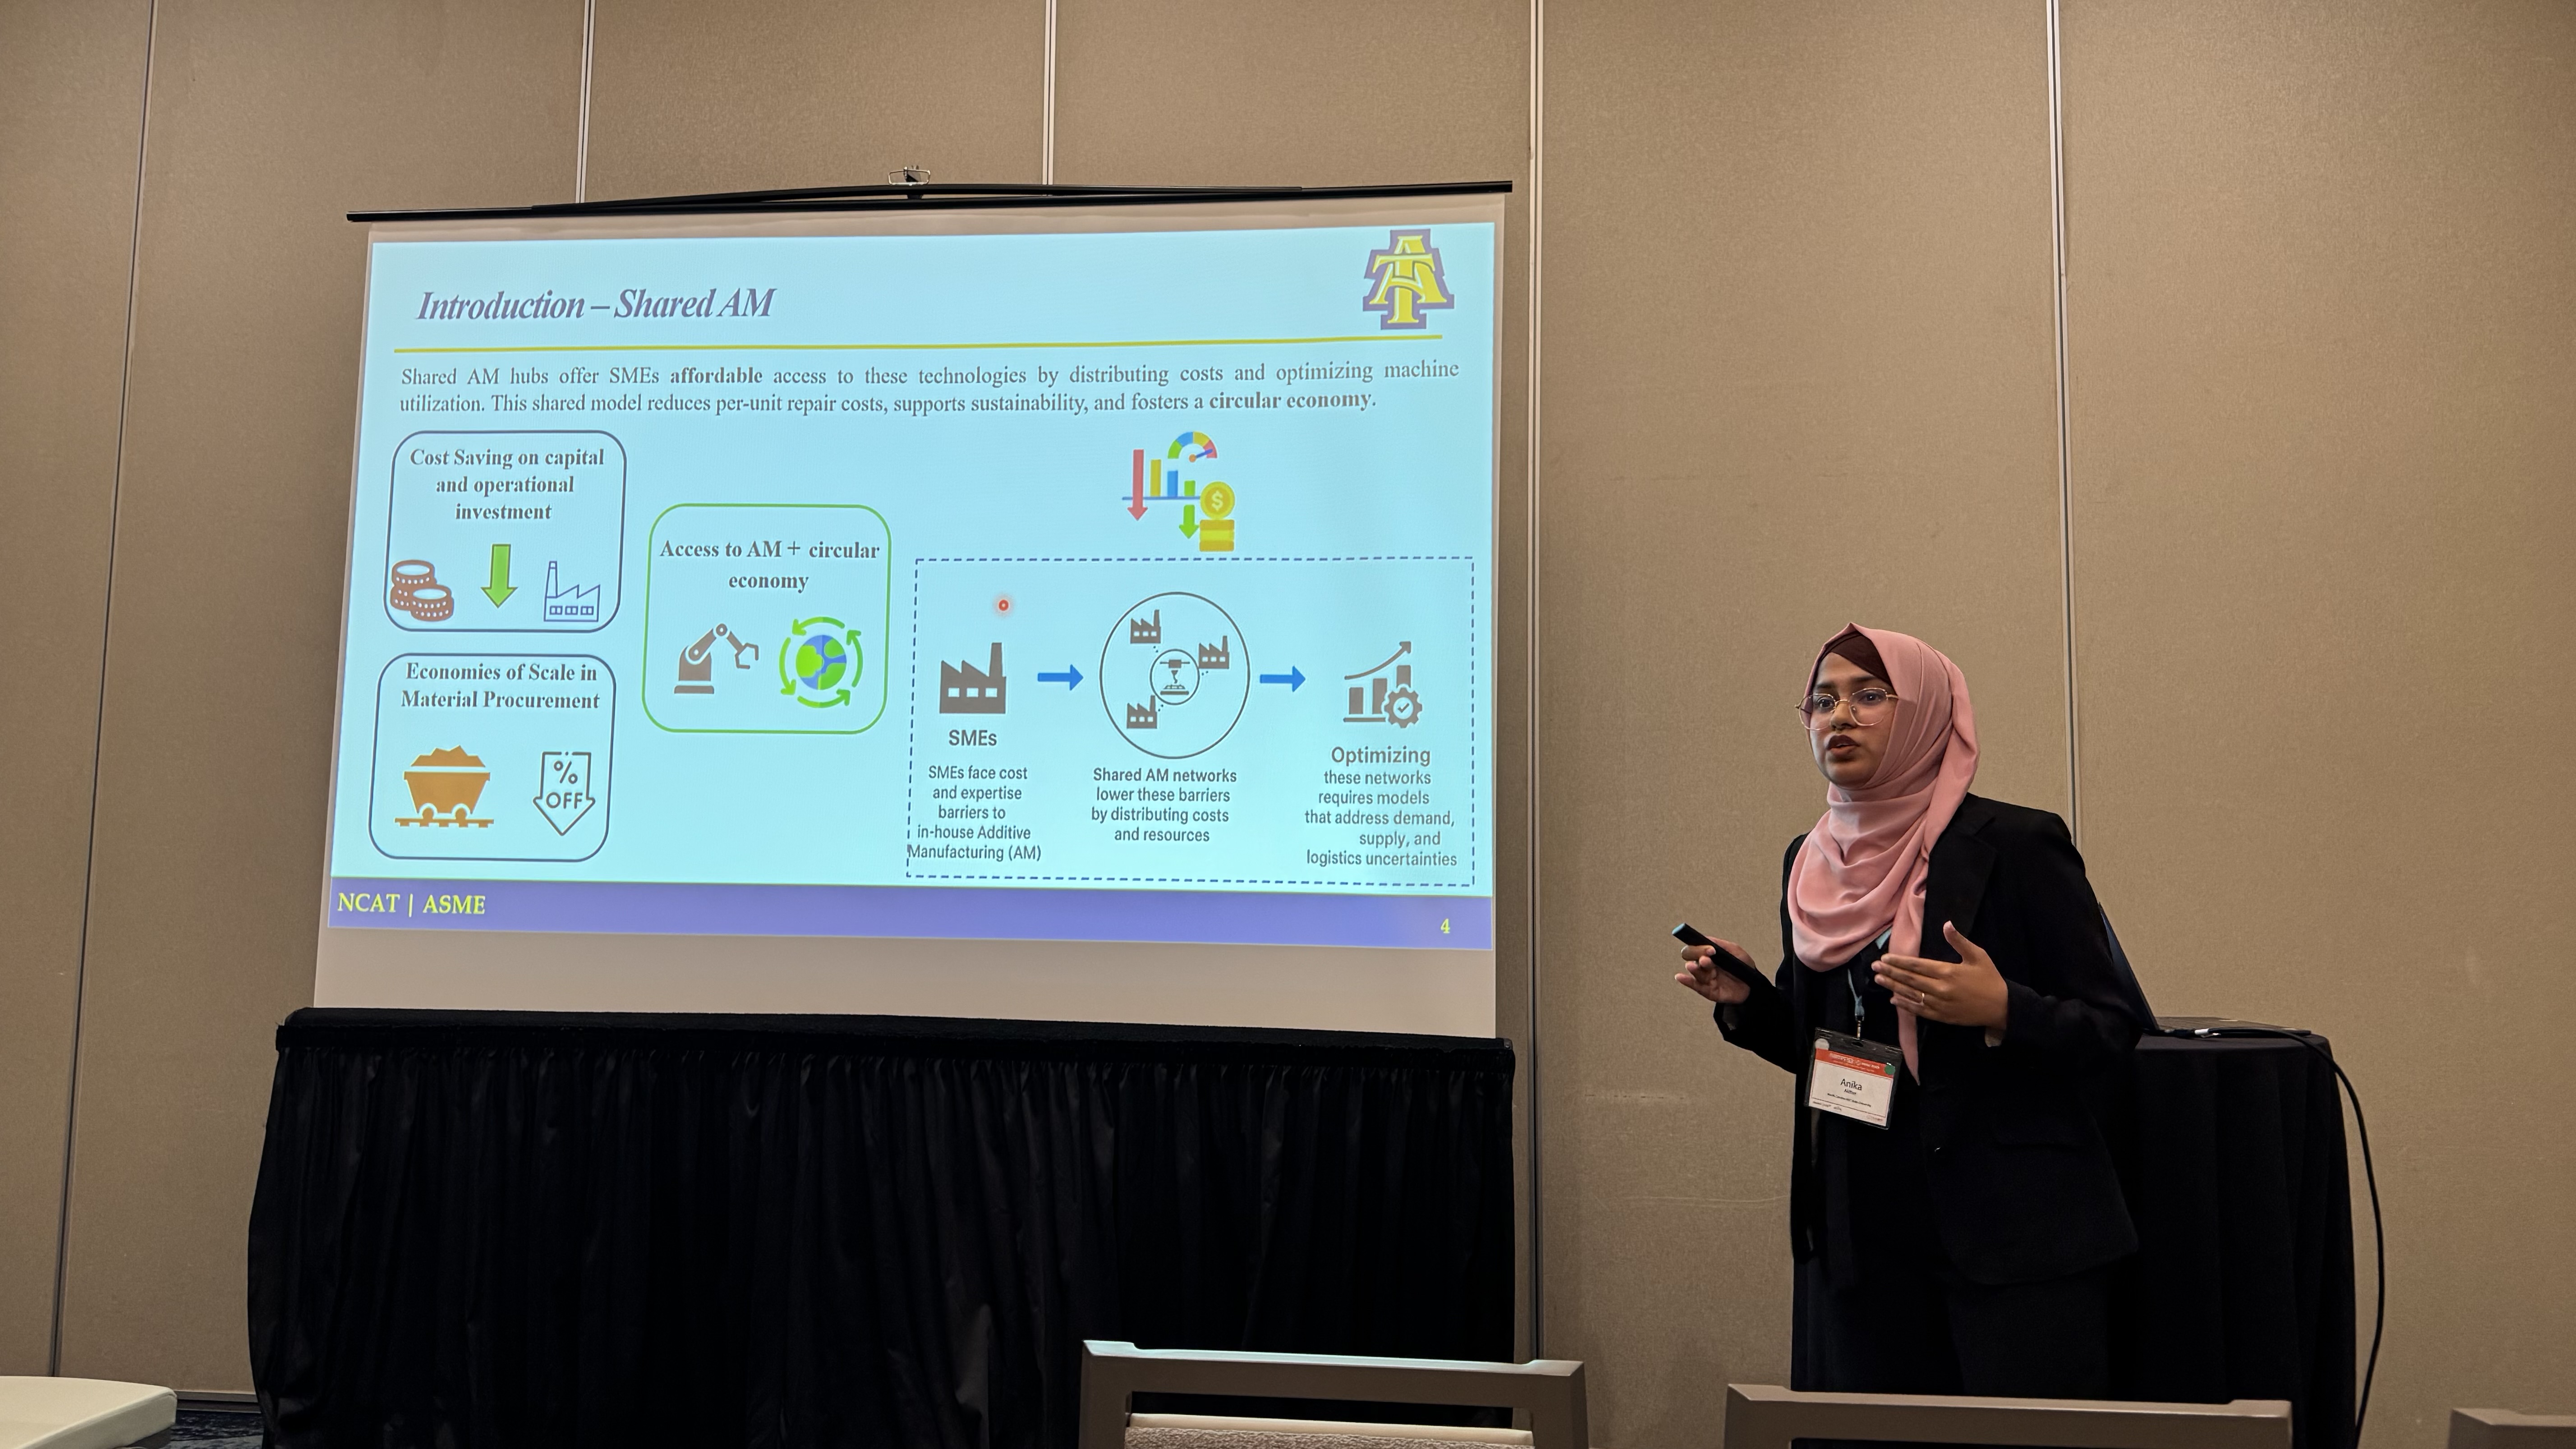 Introduction – Shared AM
AT
Shared AM hubs offer SMEs affordable access to these technologies by distributing costs and optimizing machine
utilization. This shared model reduces per-unit repair costs, supports sustainability, and fosters a circular economy.
Cost Saving on capital
and operational
investment
Economies of Scale in
Material Procurement
%
OFF
Access to AM + circular
economy
$
SMEs
SMEs face cost
and expertise
barriers to
in-house Additive
Manufacturing (AM)
Shared AM networks
lower these barriers
by distributing costs
and resources
Optimizing
these networks
requires models
that address demand,
supply, and
logistics uncertainties
NCAT | ASME
4
Anika